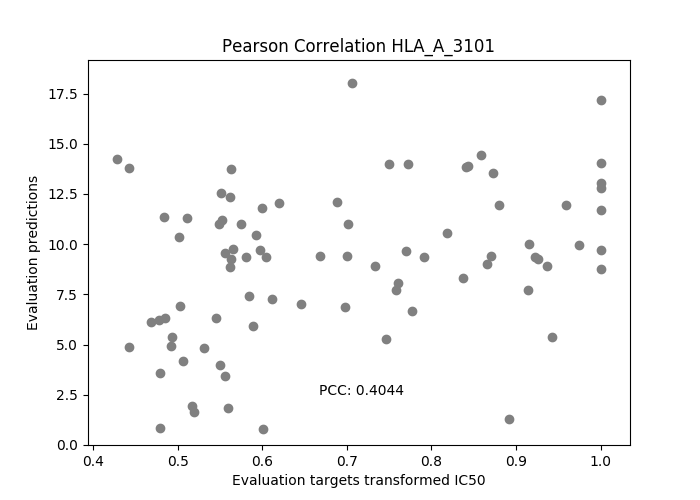 Pearson Correlation HLA_A_3101
17.5
15.0
12.5
10.0
7.5
5.0
2.5
0.0
Evaluation predictions
PCC: 0.4044
0.4 0.5 0.6 0.7 0.8 0.9 1.0
Evaluation targets transformed IC50